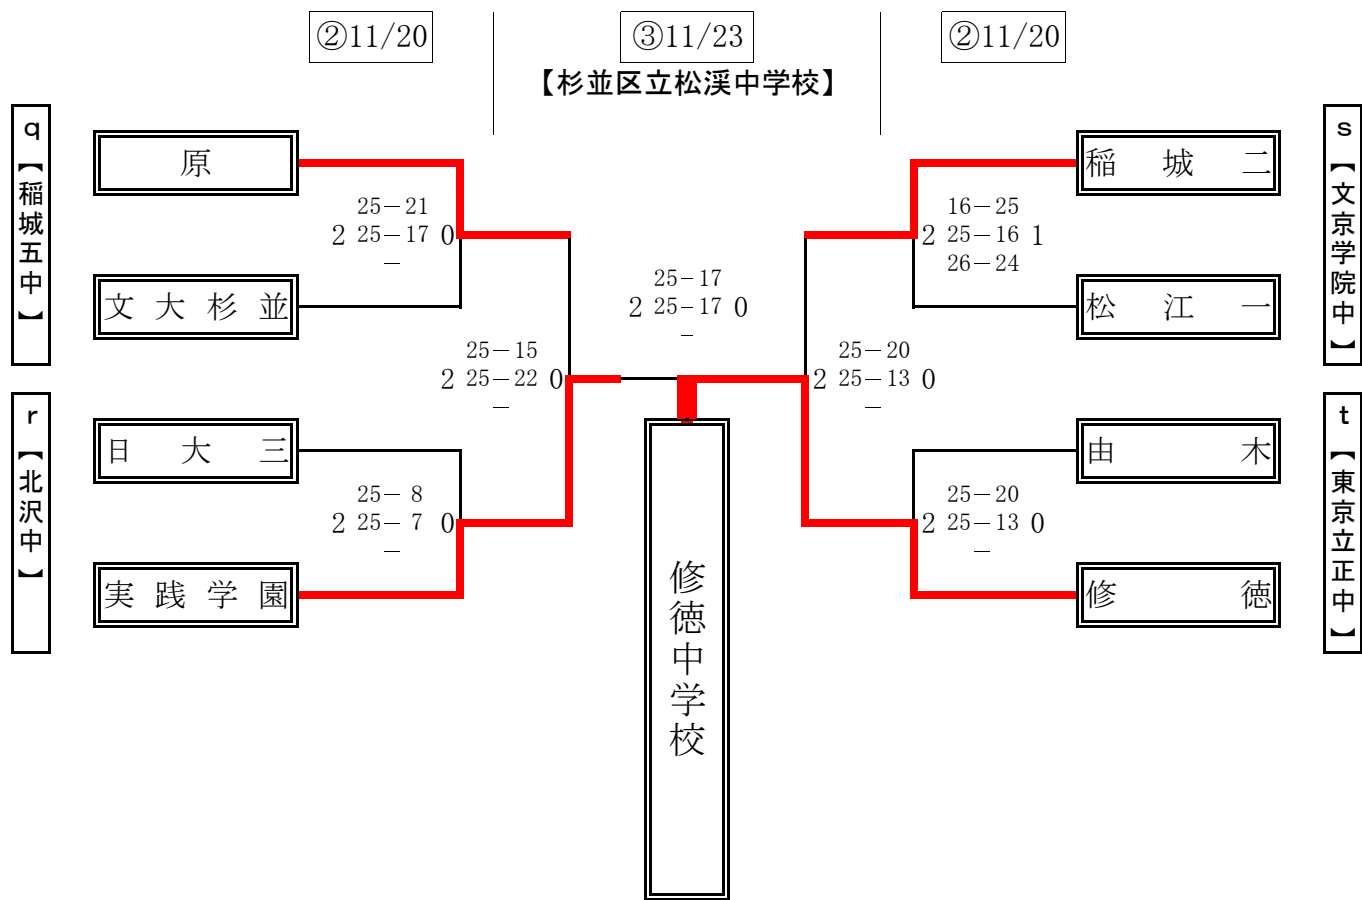 ②11/20
③11/23
②11/20
【杉並区立松渓中学校】
q【稲城五中】
原
25－21
2 25－17 0
－
文大杉並
25－15
2 25－22 0
－
r【北沢中】
日大三
25－ 8
2 25－ 7 0
－
実践学園
25－17
2 25－17 0
－
修徳中学校
s【文京学院中】
稲城二
16－25
2 25－16 1
26－24
松江一
25－20
2 25－13 0
－
t【東京立正中】
由木
25－20
2 25－13 0
－
修徳